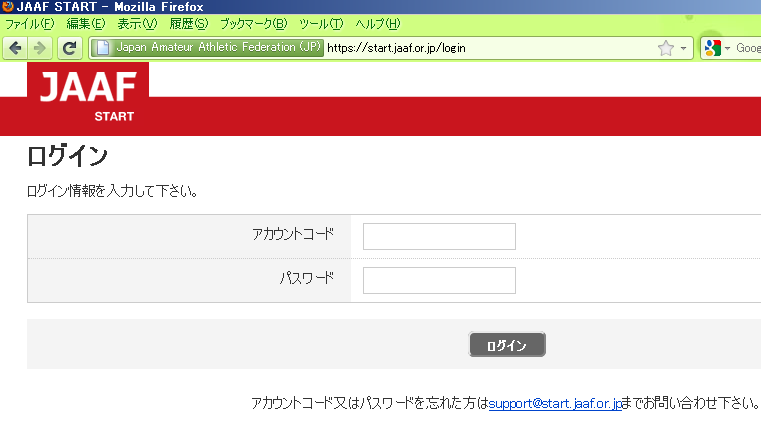 JAAF START - Mozilla Firefox
ファイル(F) 編集(E) 表示(V) 履歴(S) ブックマーク(B) ツール(T) ヘルプ(H)
Japan Amateur Athletic Federation (JP) https://start.jaaf.or.jp/login Goog
JAAF
START
ログイン
ログイン情報を入力して下さい。
アカウントコード
パスワード
ログイン
アカウントコード又はパスワードを忘れた方はsupport@start.jaaf.or.jpまでお問い合わせ下さい。